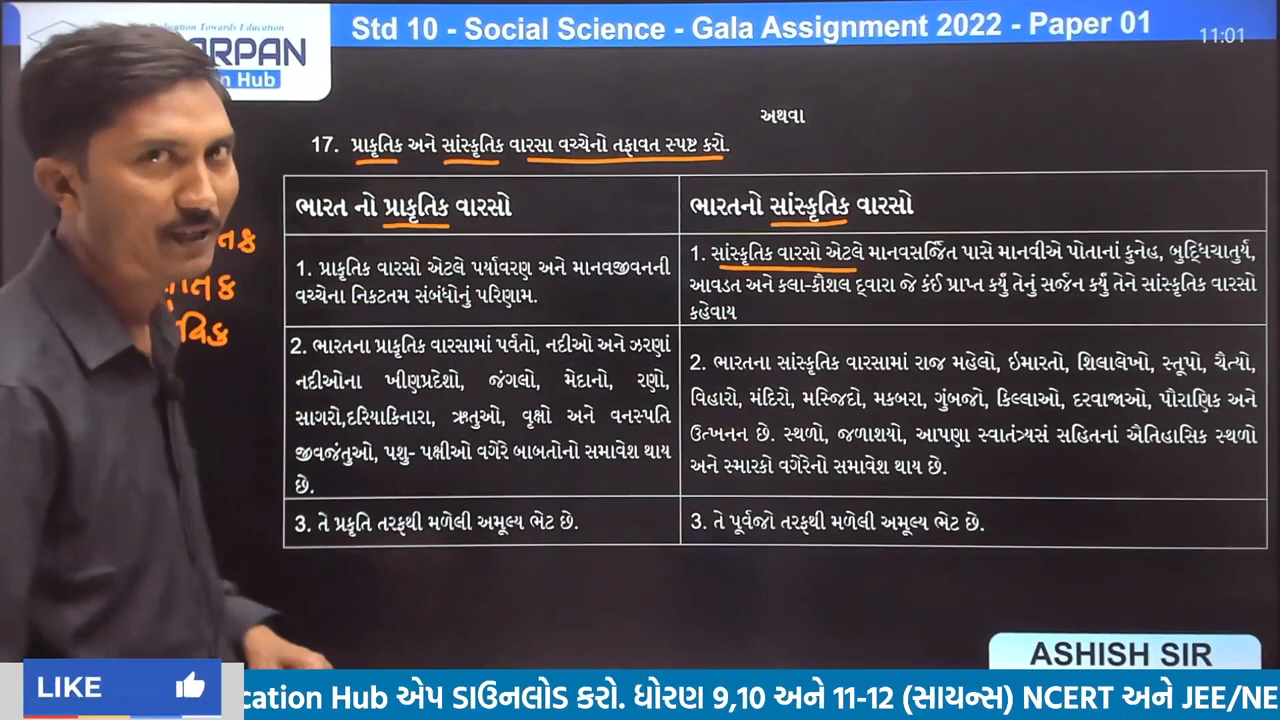 Dedication Towards Education
ARPAN
on Hub
Std 10 - Social Science - Gala Assignment 2022 - Paper 01
11:01
અથવા
17. પ્રાકૃતિક અને સાંસ્કૃતિક વારસા વચ્ચેનો તફાવત સ્પષ્ટ કરો.
ભારત નો પ્રાકૃતિક વારસો
ભારતનો સાંસ્કૃતિક વારસો
1. પ્રાકૃતિક વારસો એટલે પર્યાવરણ અને માનવજીવનની
વચ્ચેના નિકટતમ સંબંધોનું પરિણામ.
1. સાંસ્કૃતિક વારસો એટલે માનવસર્જિત પાસે માનવીએ પોતાનાં કુનેહ, બુદ્ધિચાતુર્ય,
આવડત અને કલા-કૌશલ દ્વારા જે કંઈ પ્રાપ્ત કર્યું તેનું સર્જન કર્યું તેને સાંસ્કૃતિક વારસો
કહેવાય
2. ભારતના પ્રાકૃતિક વારસામાં પર્વતો, નદીઓ અને ઝરણાં
નદીઓના ખીણપ્રદેશો, જંગલો, મેદાનો, રણો,
સાગરો,દરિયાકિનારા, ઋતુઓ, વૃક્ષો અને વનસ્પતિ
જીવજંતુઓ, પશુ- પક્ષીઓ વગેરે બાબતોનો સમાવેશ થાય
છે.
2. ભારતના સાંસ્કૃતિક વારસામાં રાજ મહેલો, ઇમારતો, શિલાલેખો, સ્તૂપો, ચૈત્યો,
વિહારો, મંદિરો, મસ્જિદો, મકબરા, ગુંબજો, કિલ્લાઓ, દરવાજાઓ, પૌરાણિક અને
ઉત્ખનન છે. સ્થળો, જળાશયો, આપણા સ્વાતંત્ર્યસં સહિતનાં ઐતિહાસિક સ્થળો
અને સ્મારકો વગેરેનો સમાવેશ થાય છે.
3. તે પ્રકૃતિ તરફથી મળેલી અમૂલ્ય ભેટ છે.
3. તે પૂર્વજો તરફથી મળેલી અમૂલ્ય ભેટ છે.
ASHISH SIR
LIKE
cation Hub એપ ડાઉનલોડ કરો. ધોરણ 9,10 અને 11-12 (સાયન્સ) NCERT અને JEE/NE